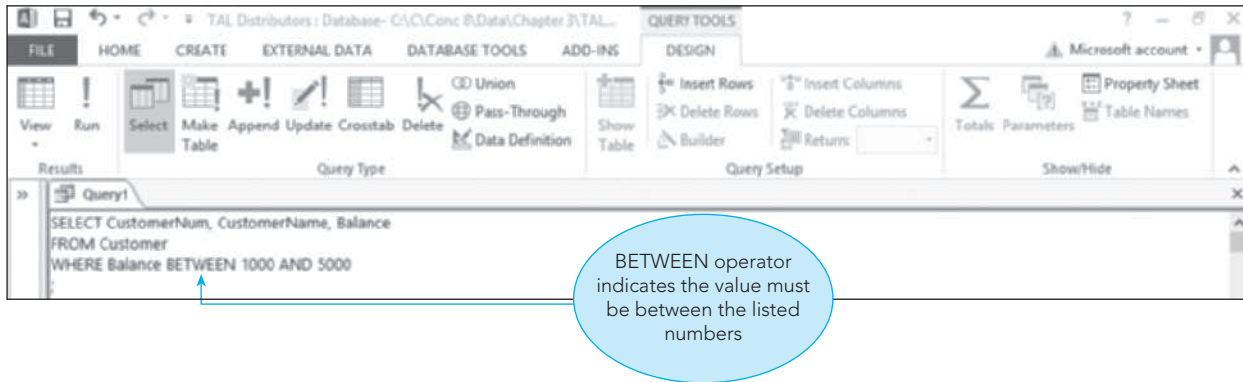 TAL Distributors : Database- C:\C\Conc 8\Data\Chapter 3\TAL... QUERY TOOLS ?
FILE HOME CREATE EXTERNAL DATA DATABASE TOOLS ADD-INS DESIGN Microsoft account
View Run Select Make Table Append Update Crosstab Delete
Union
Pass-Through
Data Definition
Show Table
Insert Rows
Delete Rows
Builder
Insert Columns
Delete Columns
Return:
Totals Parameters
Property Sheet
Table Names
Results Query Type Query Setup Show/Hide
Query1
SELECT CustomerNum, CustomerName, Balance
FROM Customer
WHERE Balance BETWEEN 1000 AND 5000
;
BETWEEN operator
indicates the value must
be between the listed
numbers